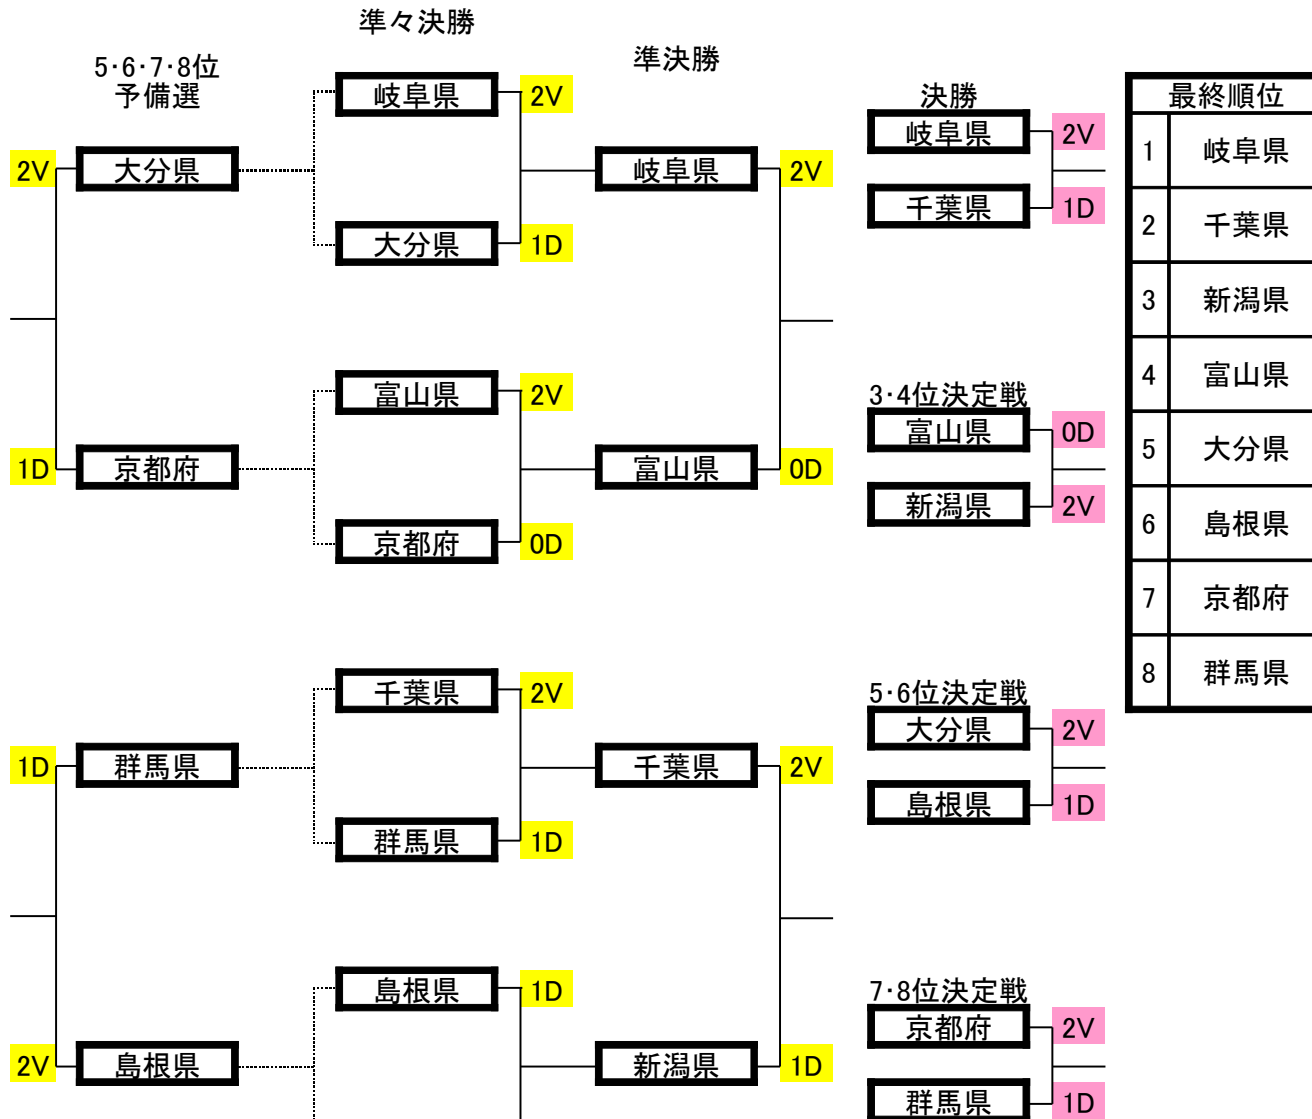 準々決勝
5・6・7・8位
予備選
準決勝
岐阜県
2V
決勝
最終順位
岐阜県
2V
1
岐阜県
2V
大分県
岐阜県
2V
千葉県
1D
2
千葉県
大分県
1D
3
新潟県
富山県
2V
3・4位決定戦
4
富山県
富山県
0D
1D
京都府
富山県
0D
5
大分県
新潟県
2V
京都府
0D
6
島根県
7
京都府
千葉県
2V
5・6位決定戦
8
群馬県
大分県
2V
1D
群馬県
千葉県
2V
島根県
1D
群馬県
1D
島根県
1D
7・8位決定戦
京都府
2V
2V
島根県
新潟県
1D
群馬県
1D